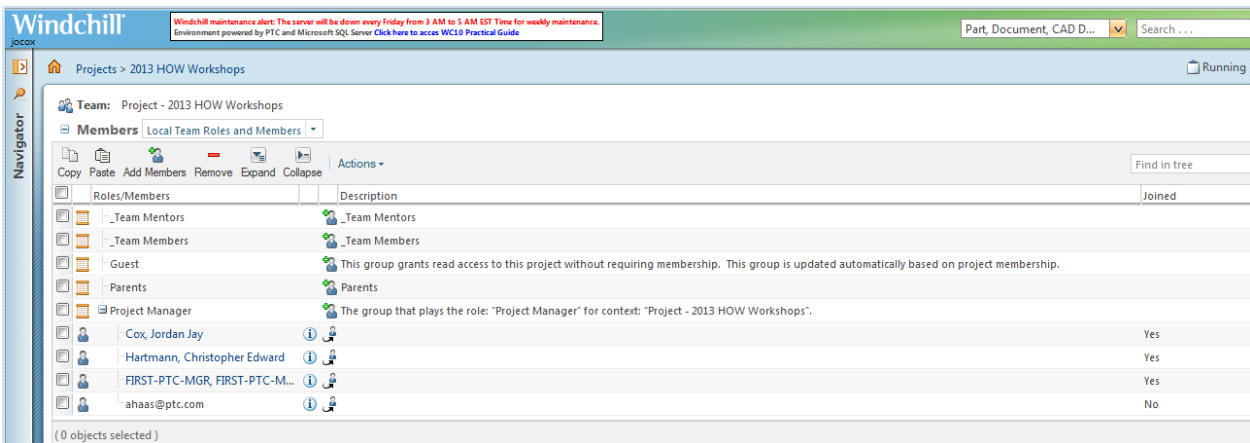 Windchill
jocox
Windchill maintenance alert: The server will be down every Friday from 3 AM to 5 AM EST Time for weekly maintenance.
Environment powered by PTC and Microsoft SQL Server Click here to acces WC10 Practical Guide
Part, Document, CAD D...
Search . . .
Projects > 2013 HOW Workshops
Running
Navigator
Team: Project - 2013 HOW Workshops
Members Local Team Roles and Members
Copy Paste Add Members Remove Expand Collapse Actions
Find in tree
Roles/Members Description Joined
_Team Mentors _Team Mentors
_Team Members _Team Members
Guest This group grants read access to this project without requiring membership. This group is updated automatically based on project membership.
Parents Parents
Project Manager The group that plays the role: "Project Manager" for context: "Project - 2013 HOW Workshops".
Cox, Jordan Jay Yes
Hartmann, Christopher Edward Yes
FIRST-PTC-MGR, FIRST-PTC-M... Yes
ahaas@ptc.com No
( 0 objects selected )